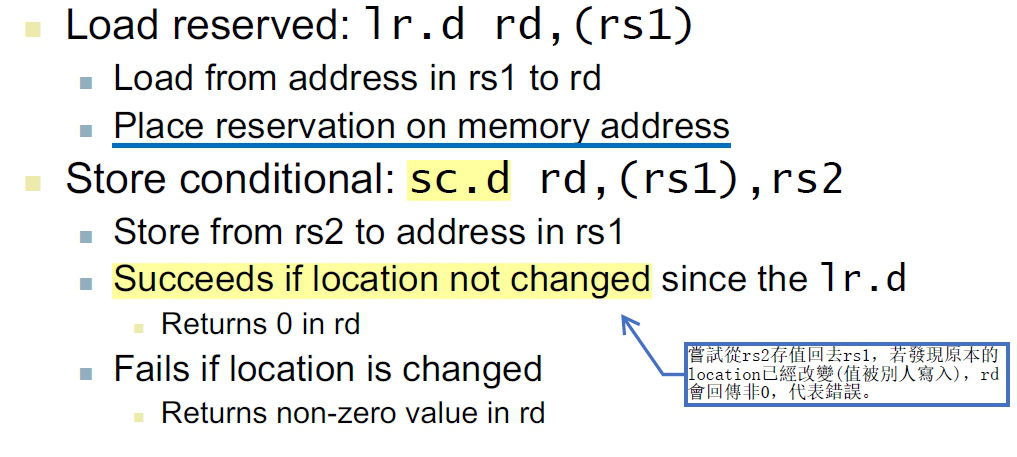 Load reserved: lr.d rd,(rs1)
Load from address in rs1 to rd
Place reservation on memory address
Store conditional: sc.d rd,(rs1),rs2
Store from rs2 to address in rs1
Succeeds if location not changed since the lr.d
Returns 0 in rd
Fails if location is changed
Returns non-zero value in rd
嘗試從rs2存值回去rs1，若發現原本的
location已經改變(值被別人寫入)，rd
會回傳非0，代表錯誤。